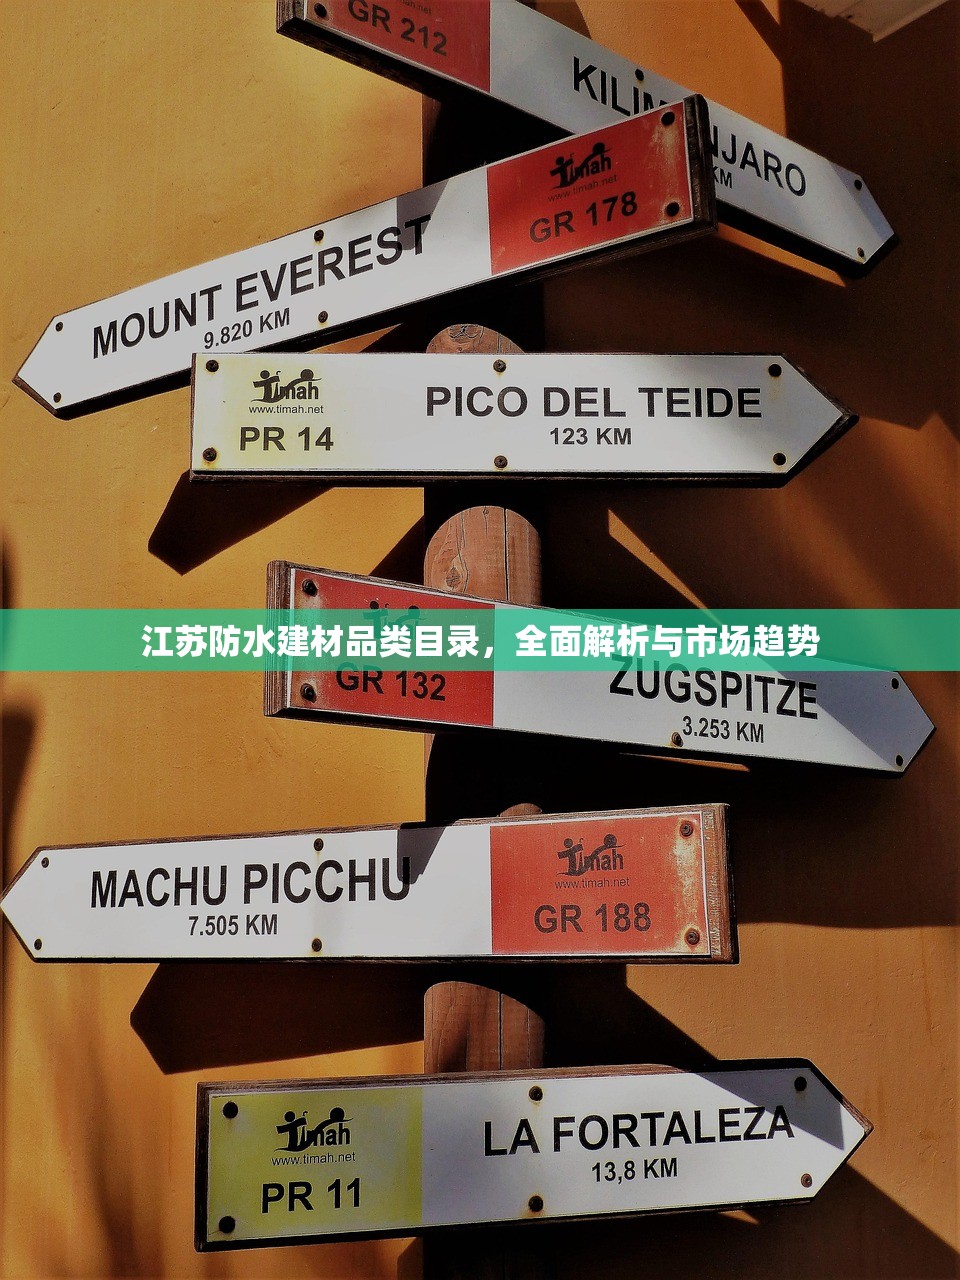 GR 212
KILIM
NJARO
KM
Timah
www.timah.net
GR 178
MOUNT EVEREST
9.820 KM
Timah
www.timah.net
PR 14
PICO DEL TEIDE
123 KM
江苏防水建材品类目录，全面解析与市场趋势
GR 132
ZUGSPITZE
3.253 KM
MACHU PICCHU
7.505 KM
Timah
www.timah.net
GR 188
Timah
www.timah.net
PR 11
LA FORTALEZA
13,8 KM